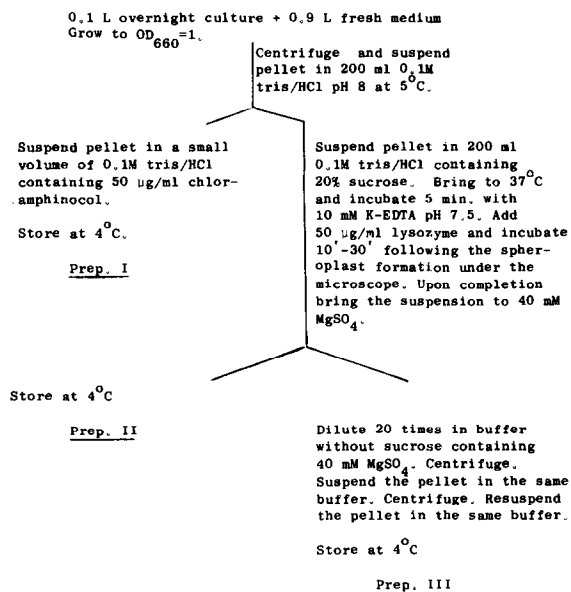 0.1 L overnight culture + 0.9 L fresh medium
Grow to OD660=1.
Centrifuge and suspend
pellet in 200 ml 0.1M
tris/HCl pH 8 at 5°C.
Suspend pellet in a small
volume of 0.1M tris/HCl
containing 50 µg/ml chlor-
amphinocol.
Store at 4°C.
Prep. I
Suspend pellet in 200 ml
0.1M tris/HCl containing
20% sucrose. Bring to 37°C
and incubate 5 min. with
10 mM K-EDTA pH 7.5. Add
50 µg/ml lysozyme and incubate
10'-30' following the spher-
oplast formation under the
microscope. Upon completion
bring the suspension to 40 mM
MgSO4.
Store at 4°C
Prep. II
Dilute 20 times in buffer
without sucrose containing
40 mM MgSO4. Centrifuge.
Suspend the pellet in the same
buffer. Centrifuge. Resuspend
the pellet in the same buffer.
Store at 4°C
Prep. III